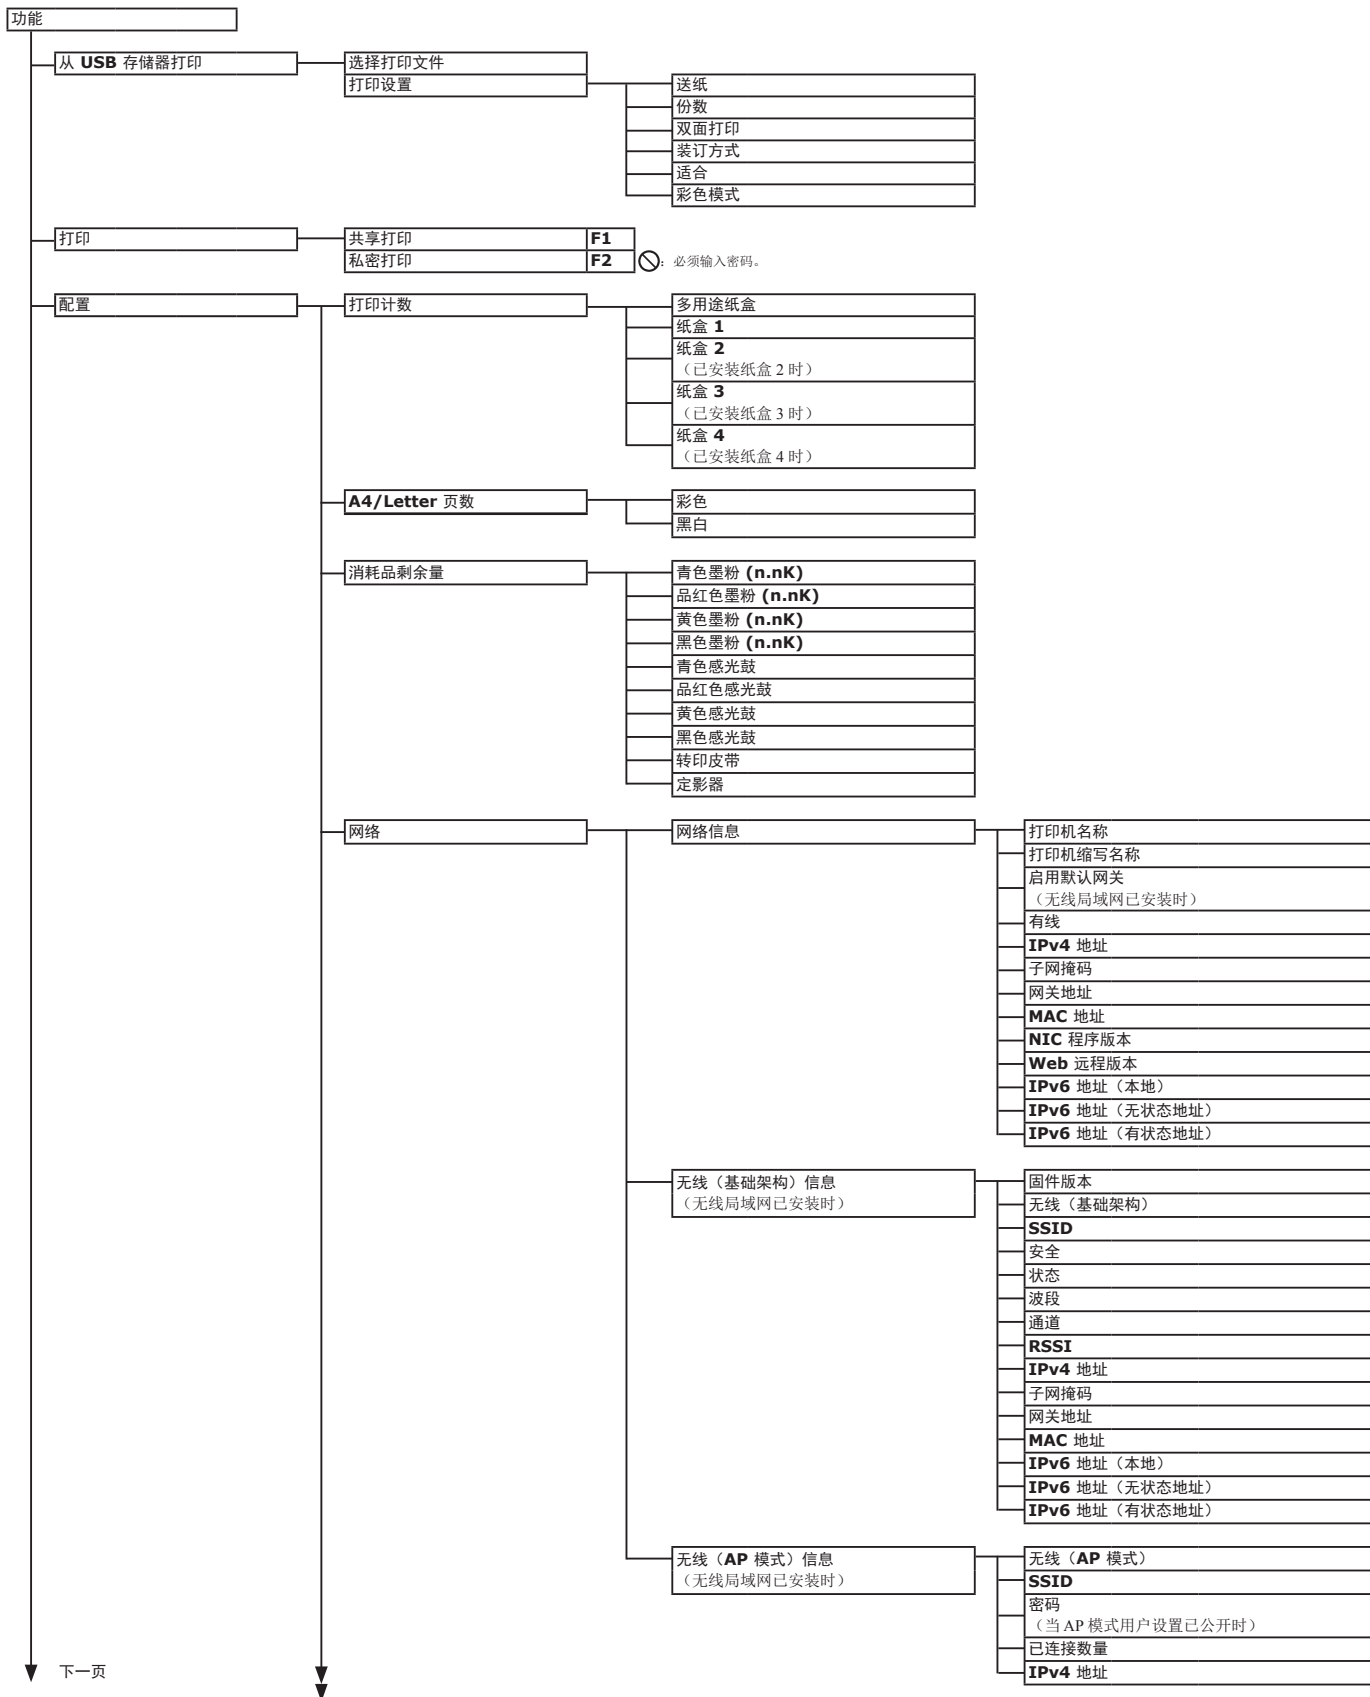 功能
从 USB 存储器打印
选择打印文件
打印设置
送纸
份数
双面打印
装订方式
适合
彩色模式
打印
共享打印 F1
私密打印 F2 : 必须输入密码。
配置
打印计数
多用途纸盒
纸盒 1
纸盒 2
（已安装纸盒 2 时）
纸盒 3
（已安装纸盒 3 时）
纸盒 4
（已安装纸盒 4 时）
A4/Letter 页数
彩色
黑白
消耗品剩余量
青色墨粉 (n.nK)
品红色墨粉 (n.nK)
黄色墨粉 (n.nK)
黑色墨粉 (n.nK)
青色感光鼓
品红色感光鼓
黄色感光鼓
黑色感光鼓
转印皮带
定影器
网络
网络信息
打印机名称
打印机缩写名称
启用默认网关
（无线局域网已安装时）
有线
IPv4 地址
子网掩码
网关地址
MAC 地址
NIC 程序版本
Web 远程版本
IPv6 地址（本地）
IPv6 地址（无状态地址）
IPv6 地址（有状态地址）
无线（基础架构）信息
（无线局域网已安装时）
固件版本
无线（基础架构）
SSID
安全
状态
波段
通道
RSSI
IPv4 地址
子网掩码
网关地址
MAC 地址
IPv6 地址（本地）
IPv6 地址（无状态地址）
IPv6 地址（有状态地址）
无线（AP 模式）信息
（无线局域网已安装时）
无线（AP 模式）
SSID
密码
（当 AP 模式用户设置已公开时）
已连接数量
IPv4 地址
下一页